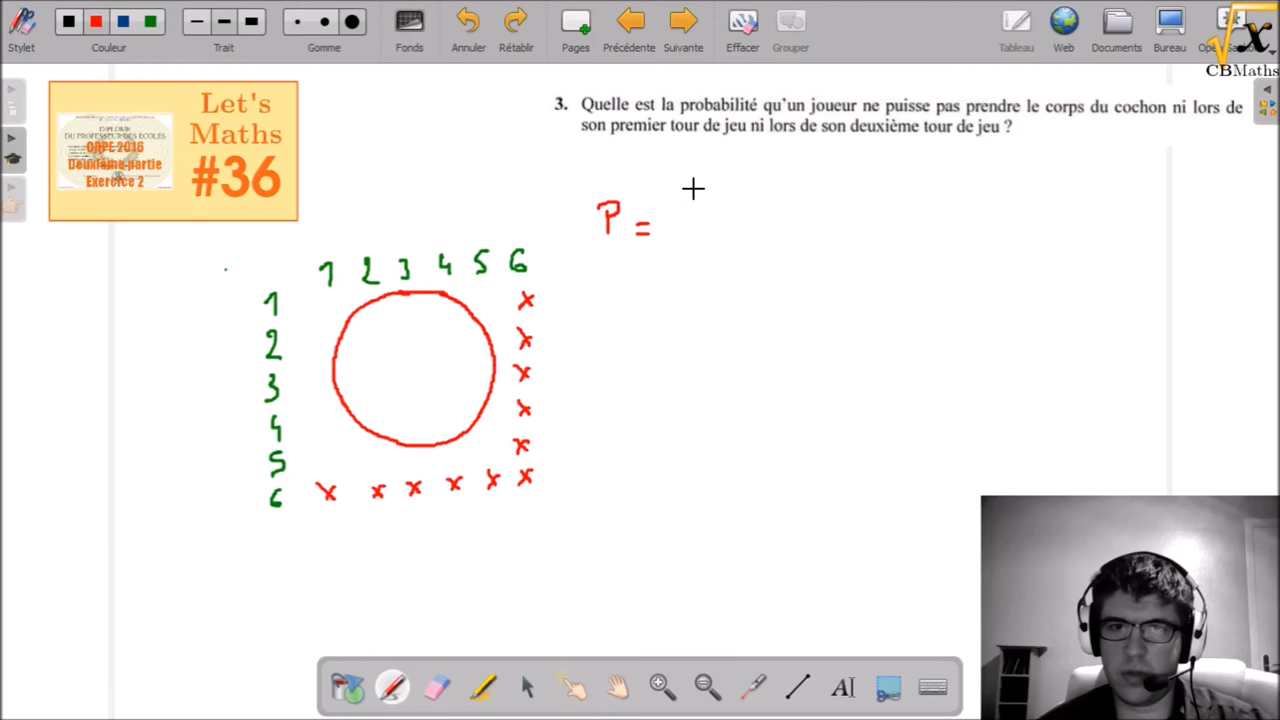 Stylet
Couleur
Trait
Gomme
Fonds
Annuler
Rétablir
Pages
Précédente
Suivante
Effacer
Grouper
Tableau
Web
Documents
Bureau
√x
CBMaths
Let's
Maths
#36
CRPE 2016
Deuxième partie
Exercice 2
3. Quelle est la probabilité qu'un joueur ne puisse pas prendre le corps du cochon ni lors de
son premier tour de jeu ni lors de son deuxième tour de jeu ?
P =
1 2 3 4 5 6
1 x
2 x
3 x
4 x
5 x
6 x x x x x x